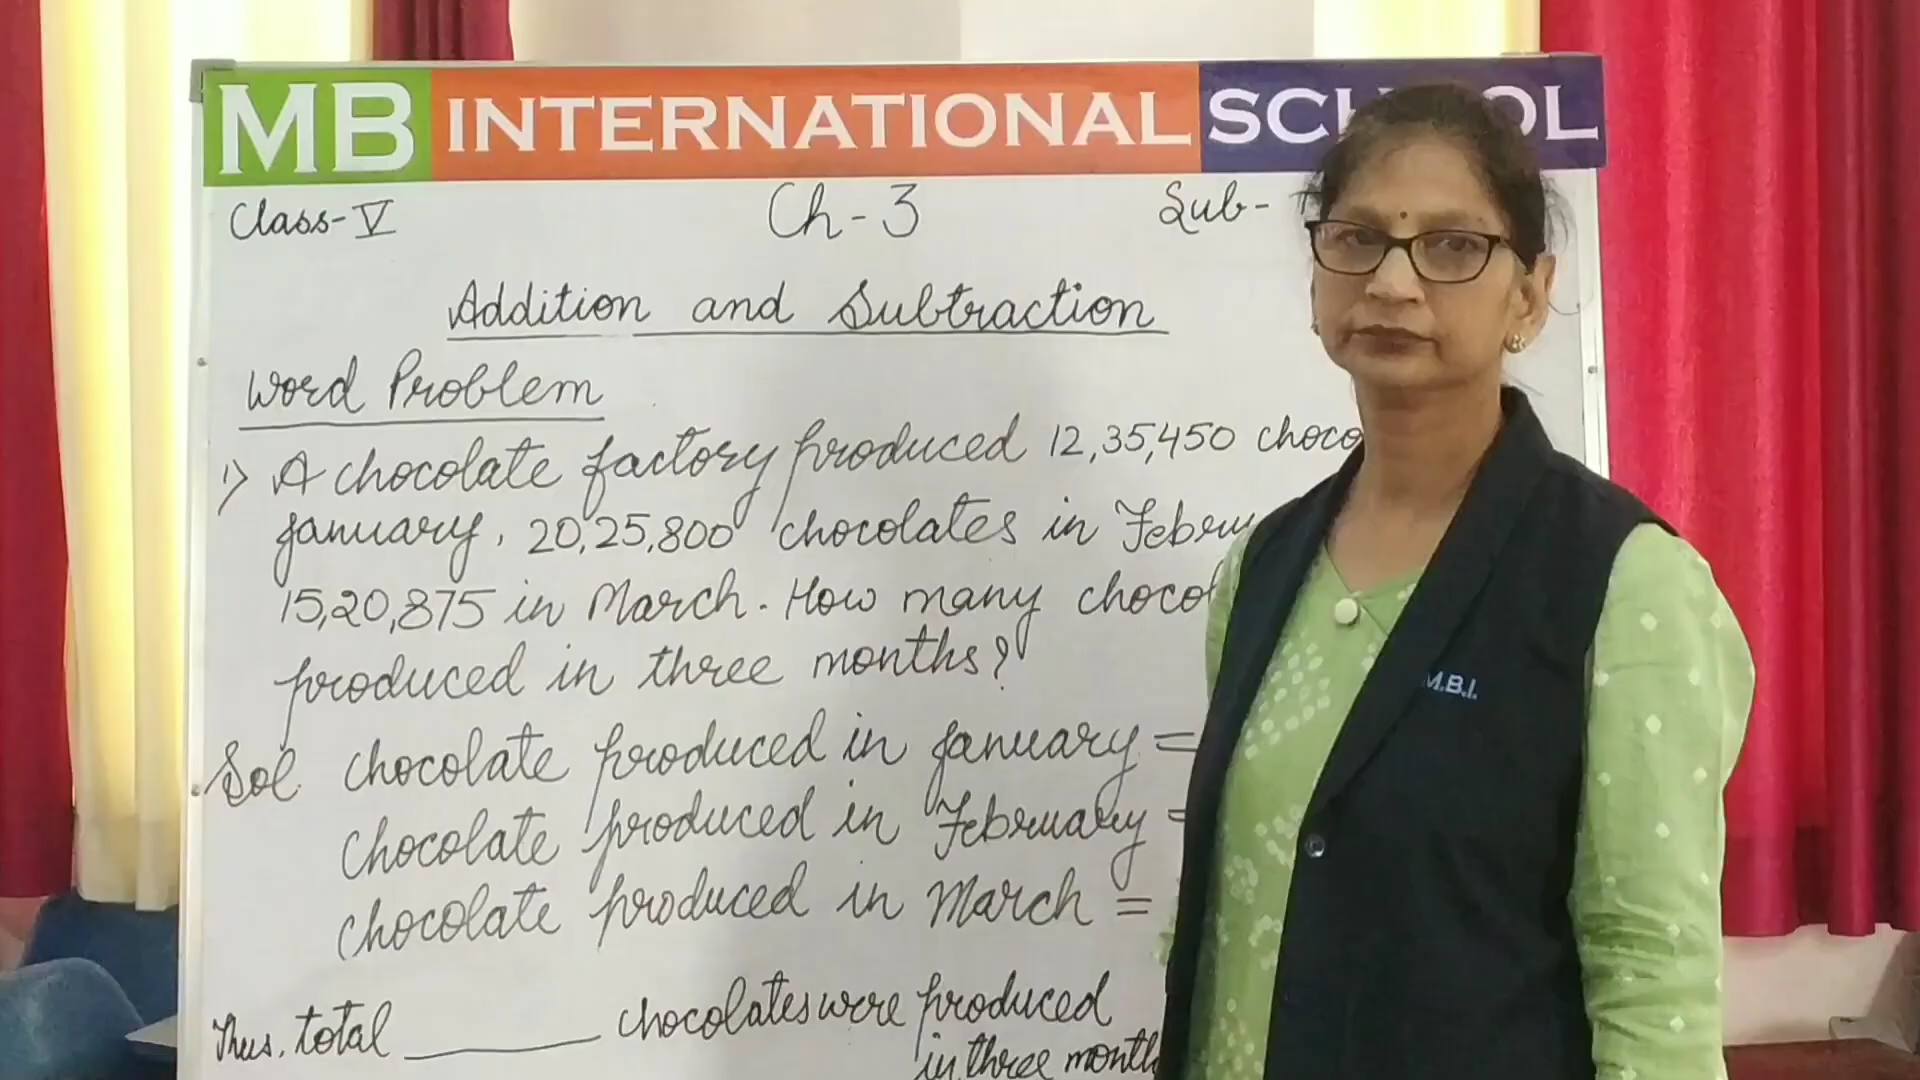 MB INTERNATIONAL SCHOOL
Class-V Ch-3 Sub-
Addition and Subtraction
Word Problem
1) A chocolate factory produced 12,35,450 choco
january, 20,25,800 chocolates in Febru
15,20,875 in March. How many chocol
produced in three months?
Sol. chocolate produced in january =
chocolate produced in February =
chocolate produced in March =
Thus, total ________ chocolates were produced
in three month
M.B.I.